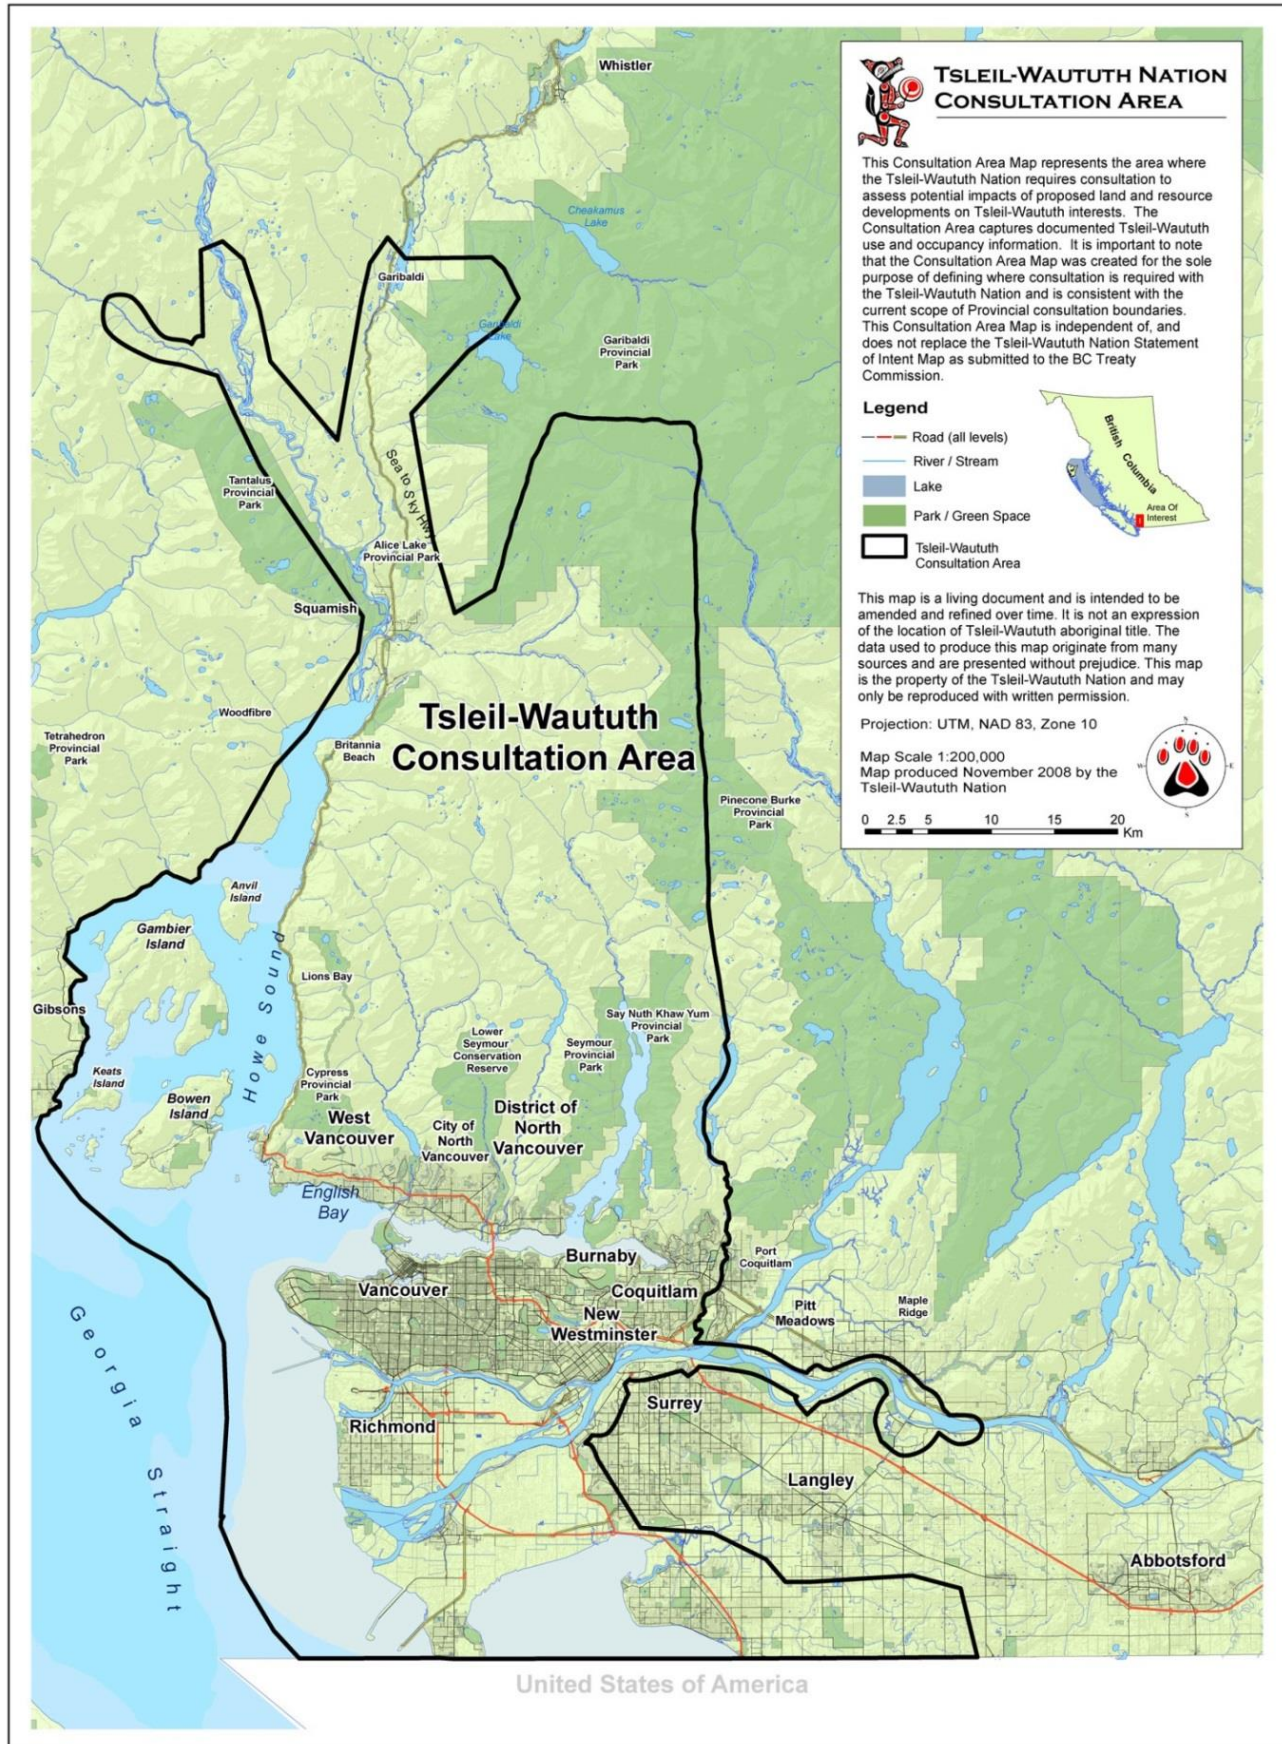 TSLEIL-WAUTUTH NATION
CONSULTATION AREA
This Consultation Area Map represents the area where
the Tsleil-Waututh Nation requires consultation to
assess potential impacts of proposed land and resource
developments on Tsleil-Waututh interests. The
Consultation Area captures documented Tsleil-Waututh
use and occupancy information. It is important to note
that the Consultation Area Map was created for the sole
purpose of defining where consultation is required with
the Tsleil-Waututh Nation and is consistent with the
current scope of Provincial consultation boundaries.
This Consultation Area Map is independent of, and
does not replace the Tsleil-Waututh Nation Statement
of Intent Map as submitted to the BC Treaty
Commission.
Legend
Road (all levels)
River / Stream
Lake
Park / Green Space
Tsleil-Waututh
Consultation Area
British Columbia
Area Of
Interest
This map is a living document and is intended to be
amended and refined over time. It is not an expression
of the location of Tsleil-Waututh aboriginal title. The
data used to produce this map originate from many
sources and are presented without prejudice. This map
is the property of the Tsleil-Waututh Nation and may
only be reproduced with written permission.
Projection: UTM, NAD 83, Zone 10
Map Scale 1:200,000
Map produced November 2008 by the
Tsleil-Waututh Nation
S
W
E
S
0 2.5 5 10 15 20
Km
Whistler
Cheakamus
Lake
Garibaldi
Garibaldi
Lake
Garibaldi
Provincial
Park
Tantalus
Provincial
Park
Sea to Sky Hwy
Alice Lake
Provincial Park
Squamish
Tsleil-Waututh
Consultation Area
Woodfibre
Tetrahedron
Provincial
Park
Britannia
Beach
Pinecone Burke
Provincial
Park
Anvil
Island
Gambier
Island
Howe Sound
Lions Bay
Gibsons
Say Nuth Khaw Yum
Provincial
Park
Lower
Seymour
Conservation
Reserve
Seymour
Provincial
Park
Keats
Island
Bowen
Island
Cypress
Provincial
Park
West
Vancouver
City of
North
Vancouver
District of
North
Vancouver
English
Bay
Burnaby
Port
Coquitlam
Vancouver
Coquitlam
New
Westminster
Pitt
Meadows
Maple
Ridge
Georgia Straight
Richmond
Surrey
Langley
Abbotsford
United States of America